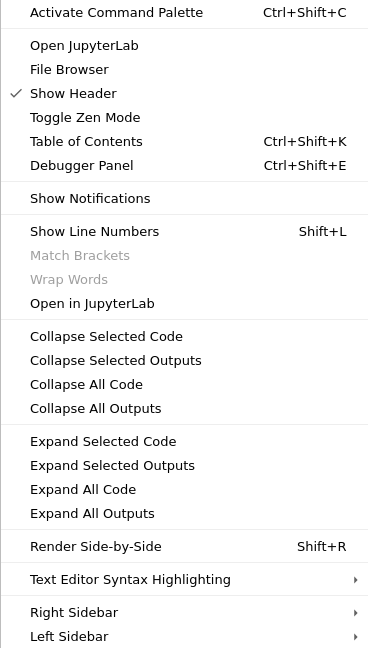 Activate Command Palette Ctrl+Shift+C
Open JupyterLab
File Browser
Show Header
Toggle Zen Mode
Table of Contents Ctrl+Shift+K
Debugger Panel Ctrl+Shift+E
Show Notifications
Show Line Numbers Shift+L
Match Brackets
Wrap Words
Open in JupyterLab
Collapse Selected Code
Collapse Selected Outputs
Collapse All Code
Collapse All Outputs
Expand Selected Code
Expand Selected Outputs
Expand All Code
Expand All Outputs
Render Side-by-Side Shift+R
Text Editor Syntax Highlighting
Right Sidebar
Left Sidebar